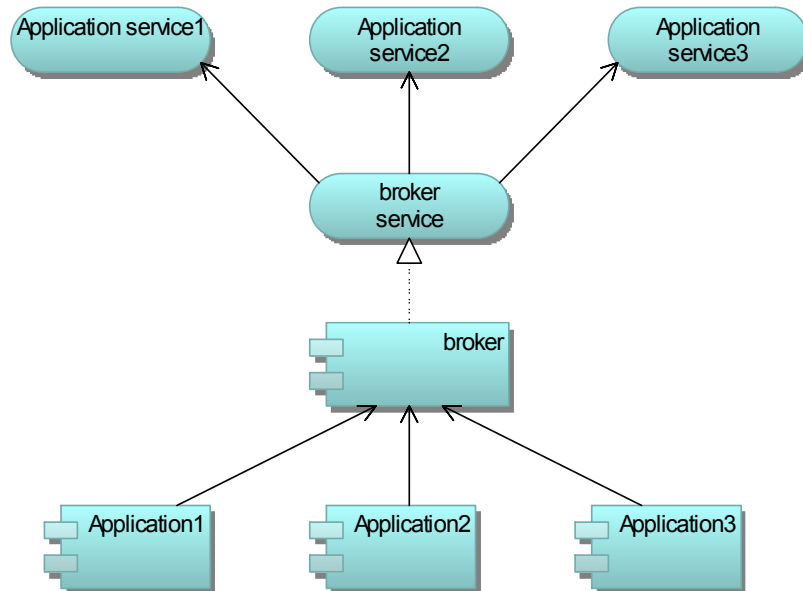 Application service1
Application
service2
Application
service3
broker
service
broker
Application1
Application2
Application3